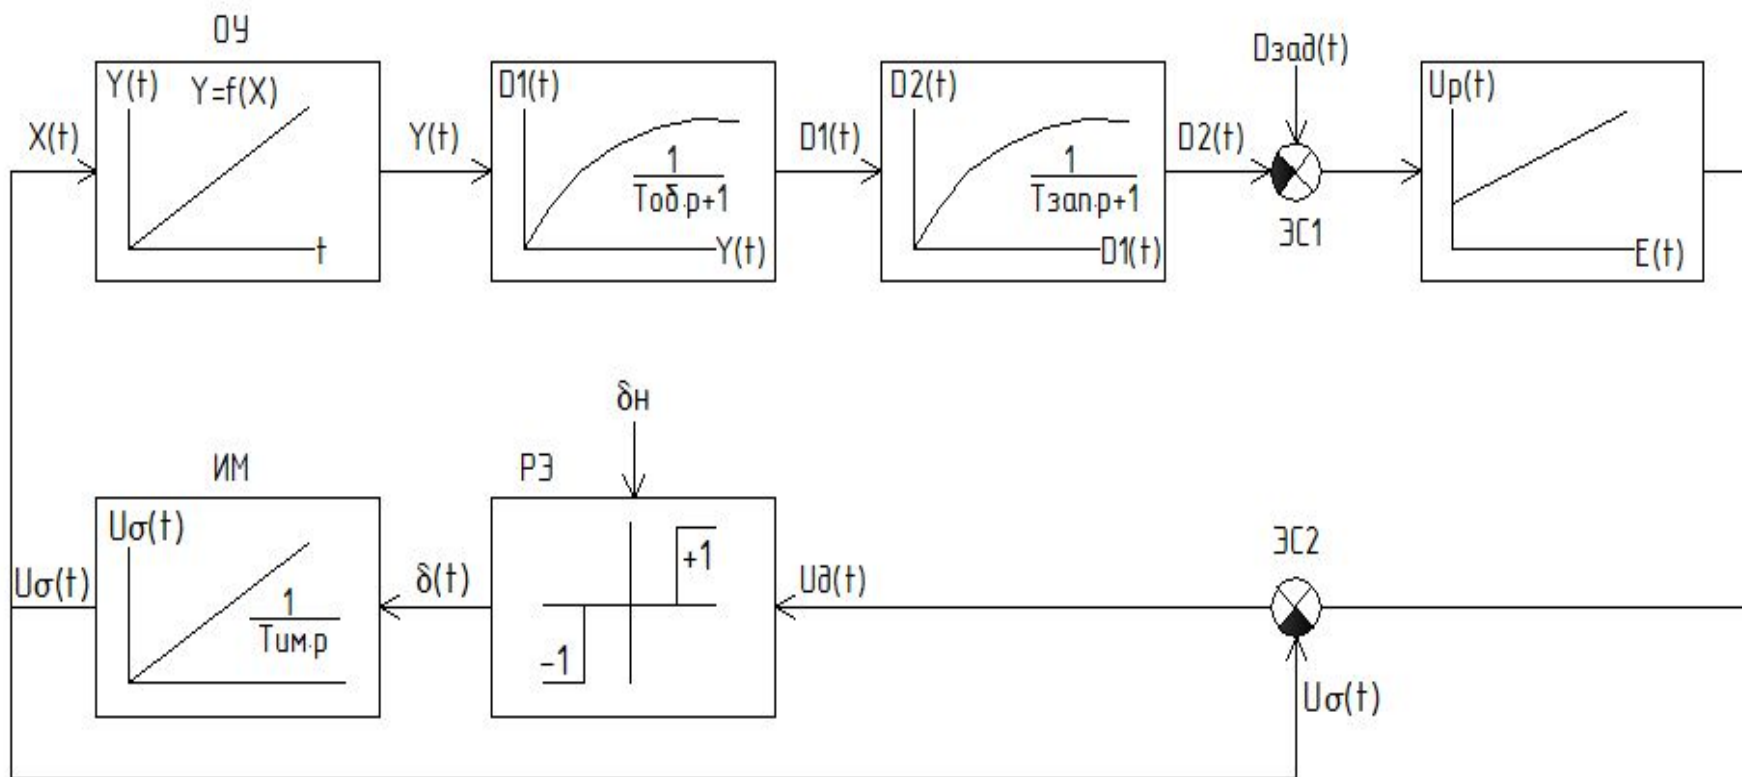 ОУ
Y(t)
Y=f(X)
t
X(t)
Y(t)
D1(t)
1
Tоб.p+1
Y(t)
D1(t)
D2(t)
1
Tзап.p+1
D1(t)
D2(t)
Dзад(t)
ЭС1
Uр(t)
E(t)
ИМ
Uσ(t)
1
Tим.p
Uσ(t)
δ(t)
δн
РЭ
+1
-1
Uд(t)
ЭС2
Uσ(t)